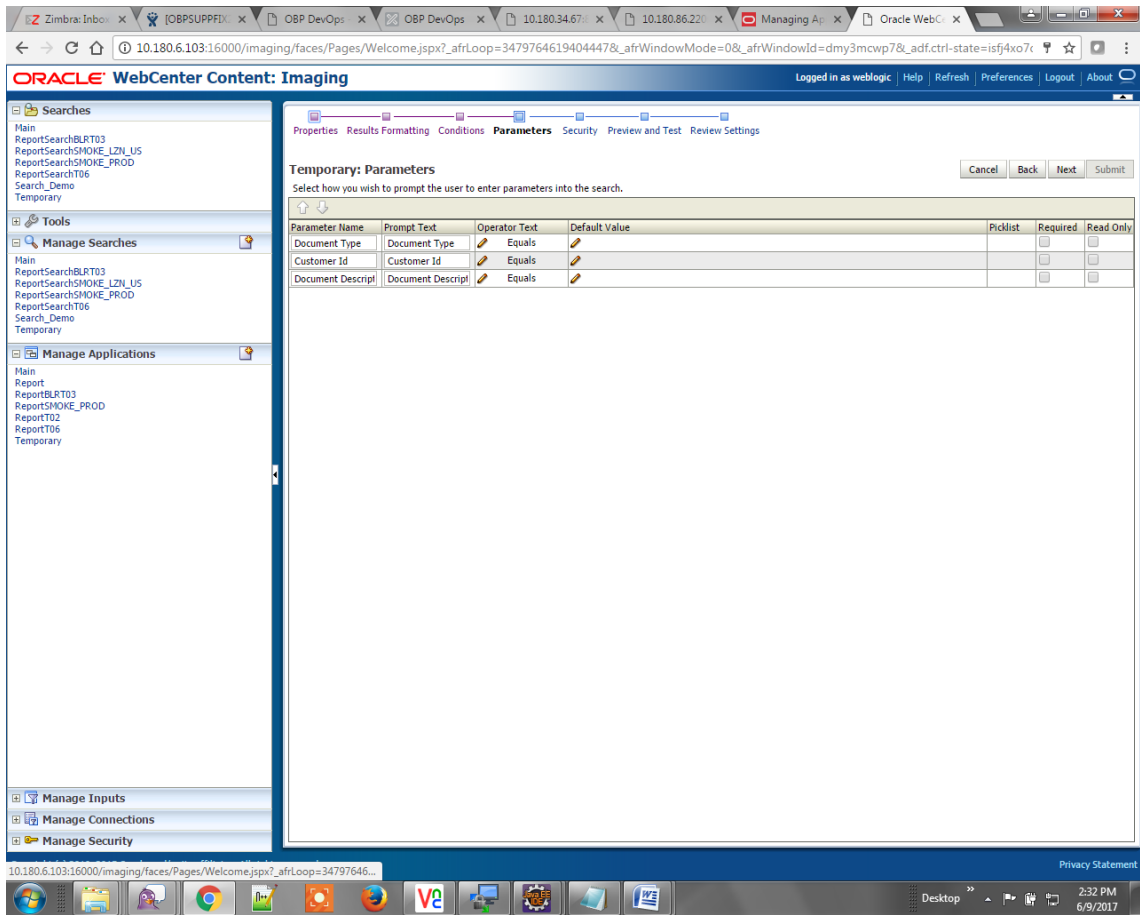 Zimbra: Inbox
[OBPSUPPFIX
OBP DevOps
OBP DevOps
10.180.34.67:
10.180.86.220
Managing Ap
Oracle WebCe
10.180.6.103:16000/imaging/faces/Pages/Welcome.jspx?_afrLoop=34797646194044478&_afrWindowMode=0&_afrWindowId=dmy3mcwp7&_adf.ctrl-state=isfj4xo7c
ORACLE WebCenter Content: Imaging
Logged in as weblogic Help Refresh Preferences Logout About
Searches
Main
ReportSearchBLRT03
ReportSearchSMOKE_LZN_US
ReportSearchSMOKE_PROD
ReportSearchT06
Search_Demo
Temporary
Tools
Manage Searches
Main
ReportSearchBLRT03
ReportSearchSMOKE_LZN_US
ReportSearchSMOKE_PROD
ReportSearchT06
Search_Demo
Temporary
Manage Applications
Main
Report
ReportBLRT03
ReportSMOKE_PROD
ReportT02
ReportT06
Temporary
Manage Inputs
Manage Connections
Manage Security
Properties Results Formatting Conditions Parameters Security Preview and Test Review Settings
Temporary: Parameters
Cancel Back Next Submit
Select how you wish to prompt the user to enter parameters into the search.
Parameter Name Prompt Text Operator Text Default Value Picklist Required Read Only
Document Type Document Type Equals
Customer Id Customer Id Equals
Document Descript Document Descript Equals
Privacy Statement
10.180.6.103:16000/imaging/faces/Pages/Welcome.jspx?_afrLoop=34797646...
Desktop
2:32 PM
6/9/2017